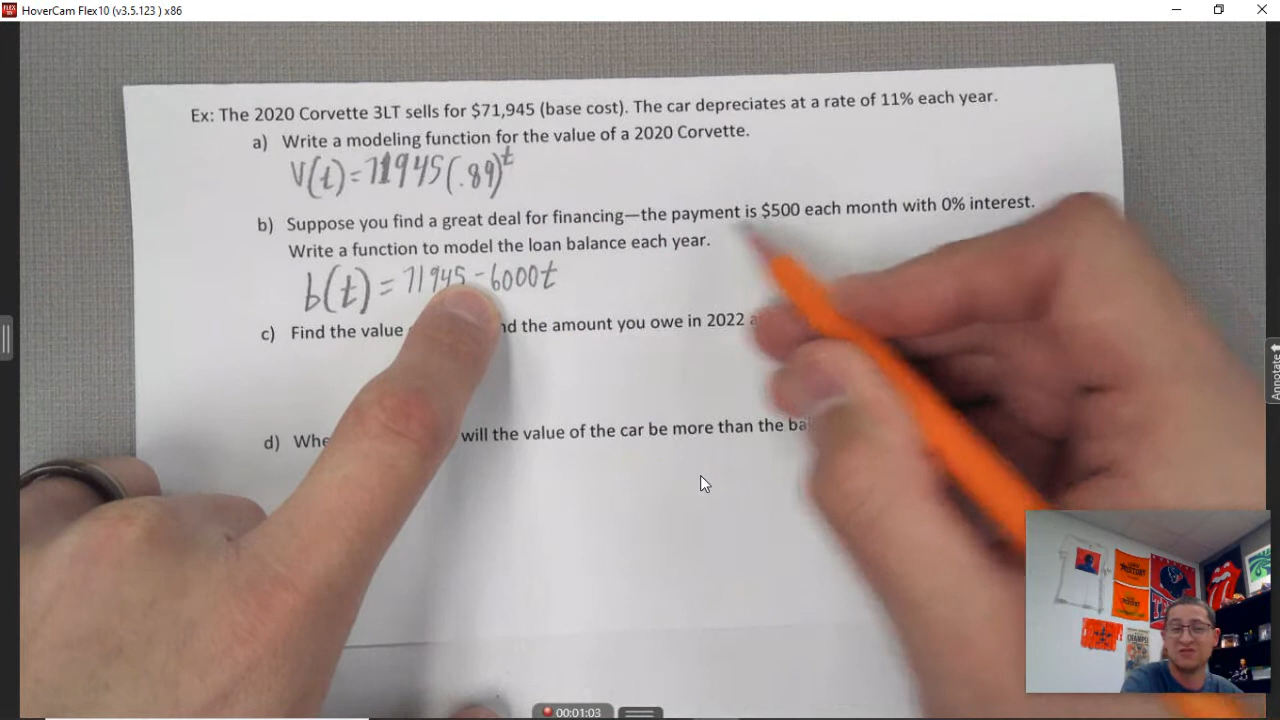 HoverCam Flex10 (v3.5.123 ) x86
Ex: The 2020 Corvette 3LT sells for $71,945 (base cost). The car depreciates at a rate of 11% each year.
a) Write a modeling function for the value of a 2020 Corvette.
V(t)=71945(.89)^t
b) Suppose you find a great deal for financing—the payment is $500 each month with 0% interest.
Write a function to model the loan balance each year.
b(t)=71945-6000t
c) Find the value the amount you owe in 2022
d) will the value of the car be more than the
Annotate
00:01:03